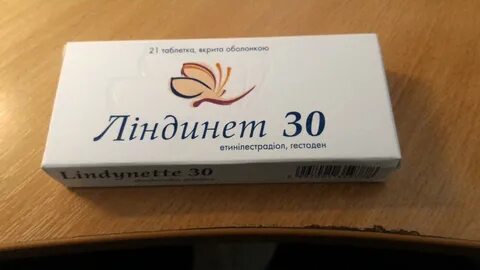 21 таблетка, вкрита оболонкою
Ліндинет 30
етинілестрадіол, гестоден
Lindynette 30